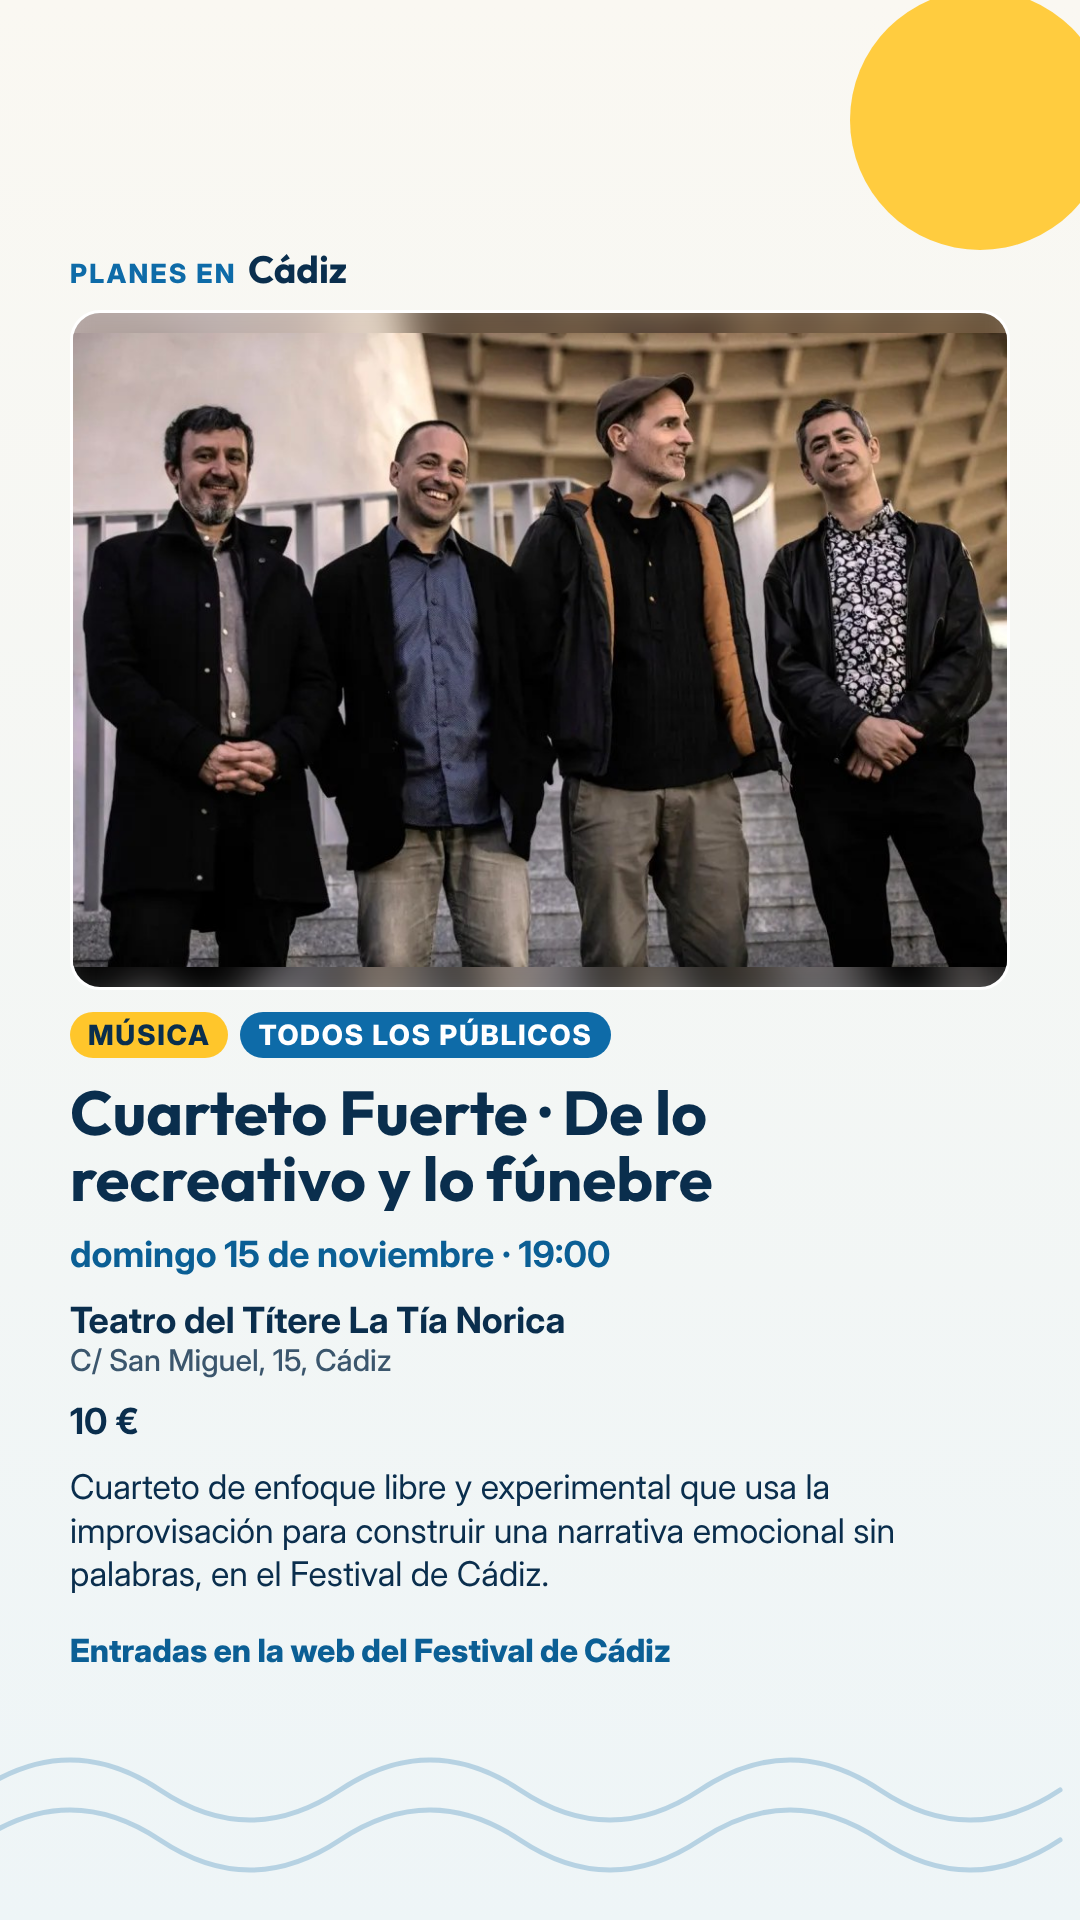 PLANES EN Cádiz
MÚSICA
TODOS LOS PÚBLICOS
Cuarteto Fuerte · De lo
recreativo y lo fúnebre
domingo 15 de noviembre · 19:00
Teatro del Títere La Tía Norica
C/ San Miguel, 15, Cádiz
10 €
Cuarteto de enfoque libre y experimental que usa la
improvisación para construir una narrativa emocional sin
palabras, en el Festival de Cádiz.
Entradas en la web del Festival de Cádiz